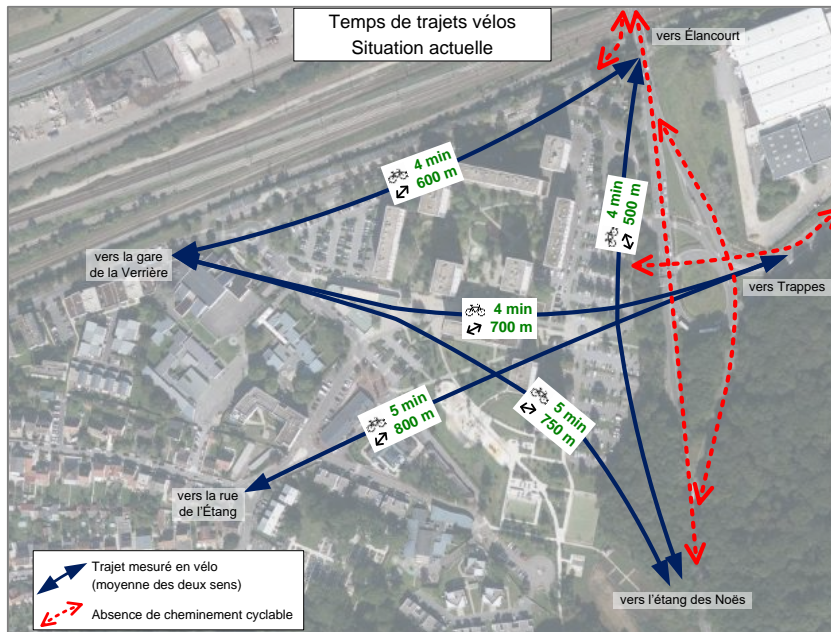 Temps de trajets vélos
Situation actuelle
vers Élancourt
4 min
600 m
4 min
500 m
vers la gare
de la Verrière
vers Trappes
4 min
700 m
5 min
800 m
5 min
750 m
vers la rue
de l'Étang
Trajet mesuré en vélo
(moyenne des deux sens)
Absence de cheminement cyclable
vers l'étang des Noës